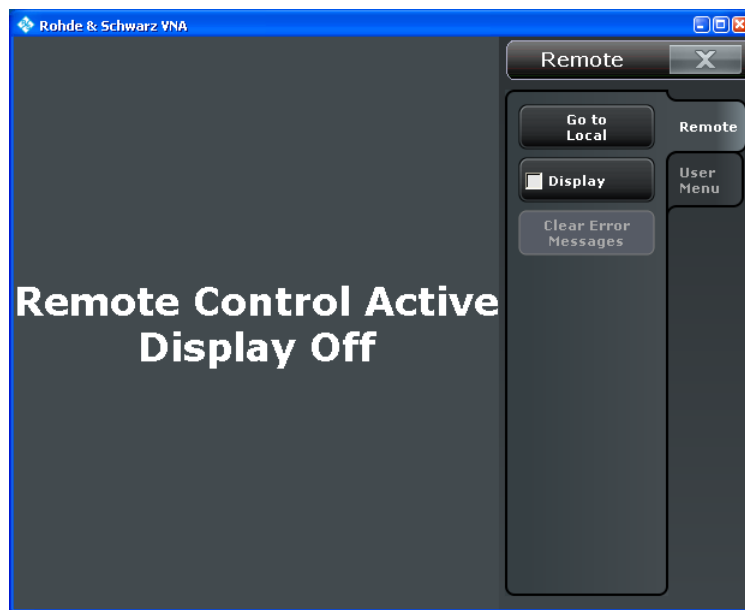 Rohde & Schwarz VNA
Remote
X
Go to
Local
Remote
Display
User
Menu
Clear Error
Messages
Remote Control Active
Display Off